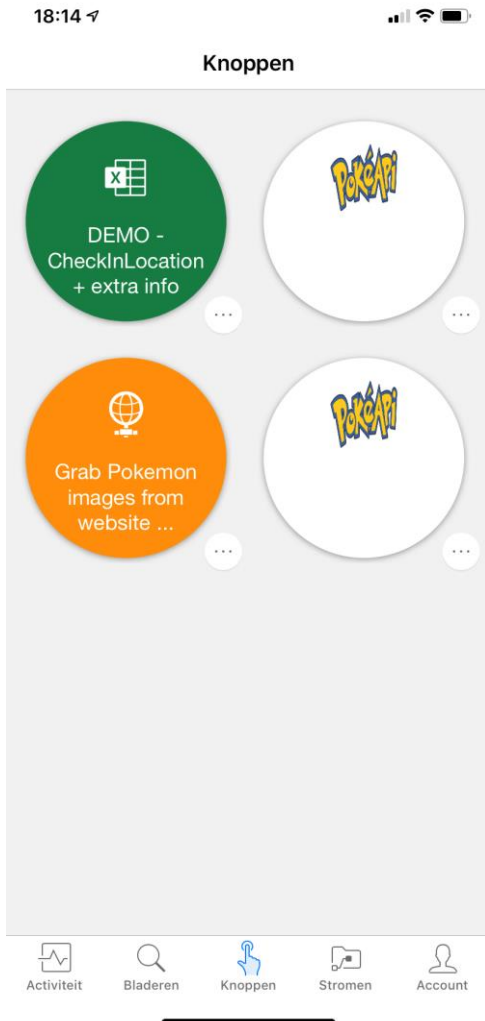 18:14
Knoppen
DEMO -
CheckInLocation
+ extra info
...
PokéApi
...
Grab Pokemon
images from
website ...
...
PokéApi
...
Activiteit
Bladeren
Knoppen
Stromen
Account